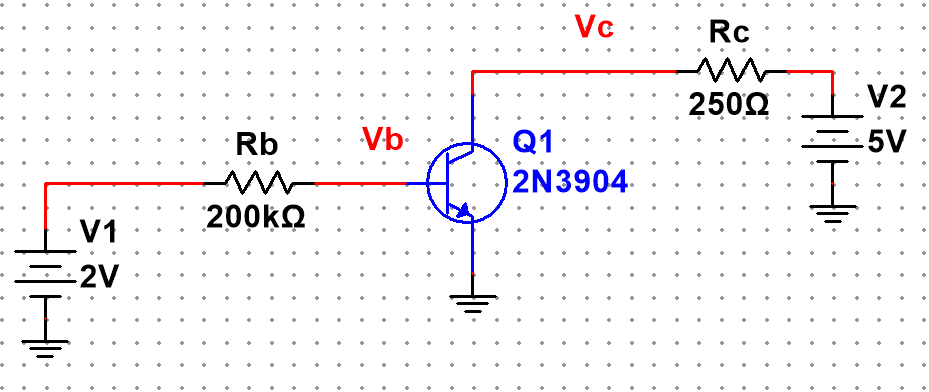 Vc
Rc
250Ω
V2
5V
Rb
200kΩ
Vb
Q1
2N3904
V1
2V